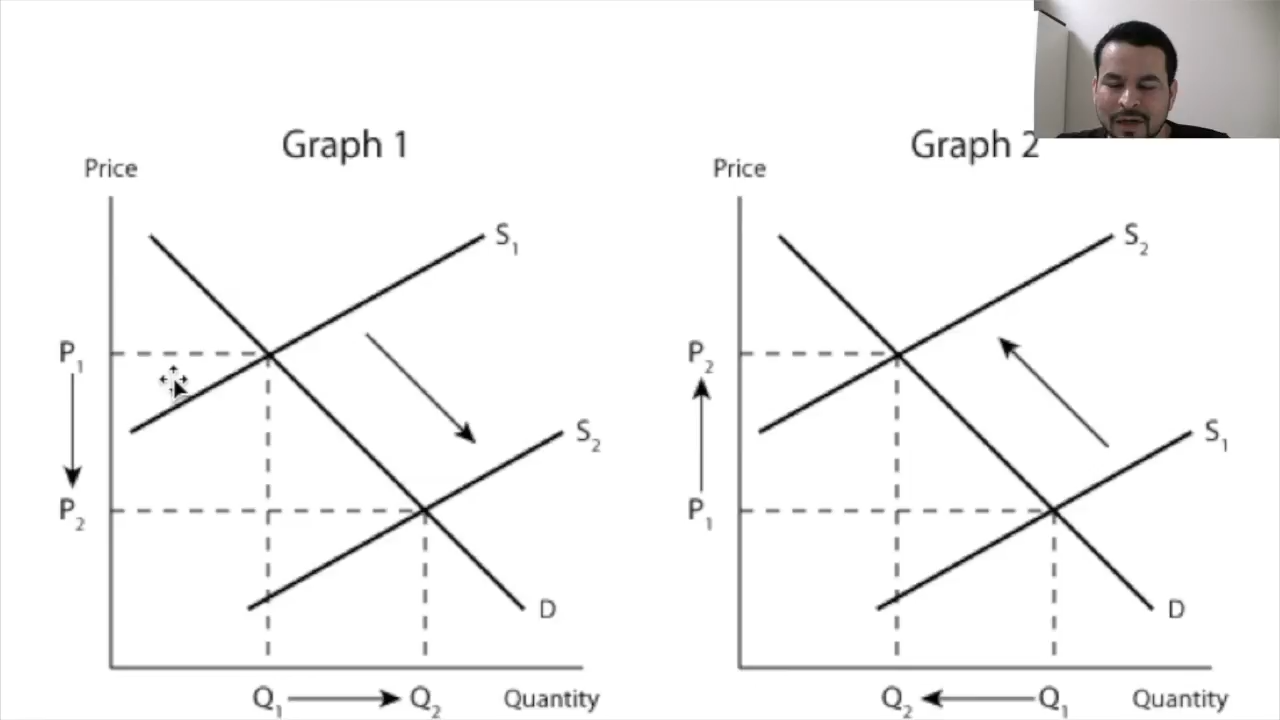 Graph 1
Price
S1
P1
S2
P2
D
Q1
Q2
Quantity
Graph 2
Price
S2
P2
S1
P1
D
Q2
Q1
Quantity